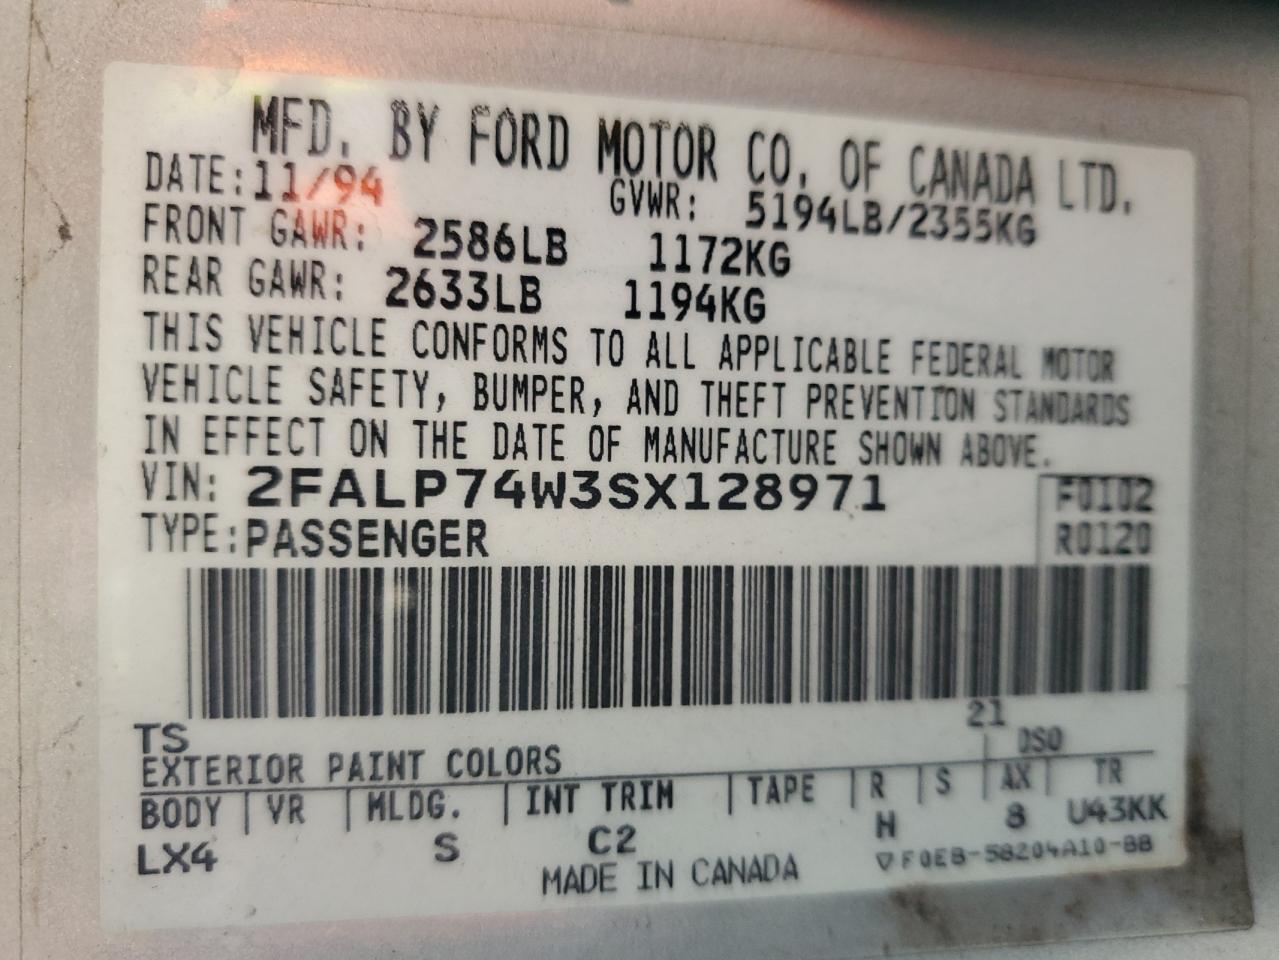 MFD. BY FORD MOTOR CO. OF CANADA LTD.
DATE: 11/94 GVWR: 5194LB/2355KG
FRONT GAWR: 2586LB 1172KG
REAR GAWR: 2633LB 1194KG
THIS VEHICLE CONFORMS TO ALL APPLICABLE FEDERAL MOTOR
VEHICLE SAFETY, BUMPER, AND THEFT PREVENTION STANDARDS
IN EFFECT ON THE DATE OF MANUFACTURE SHOWN ABOVE.
VIN: 2FALP74W3SX128971 F0102
TYPE: PASSENGER R0120
TS 21
EXTERIOR PAINT COLORS DSO
BODY | VR | MLDG. | INT TRIM | TAPE | R | S | AX | TR
LX4 S C2 H 8 U43KK
MADE IN CANADA ▽F0EB-58204A10-BB